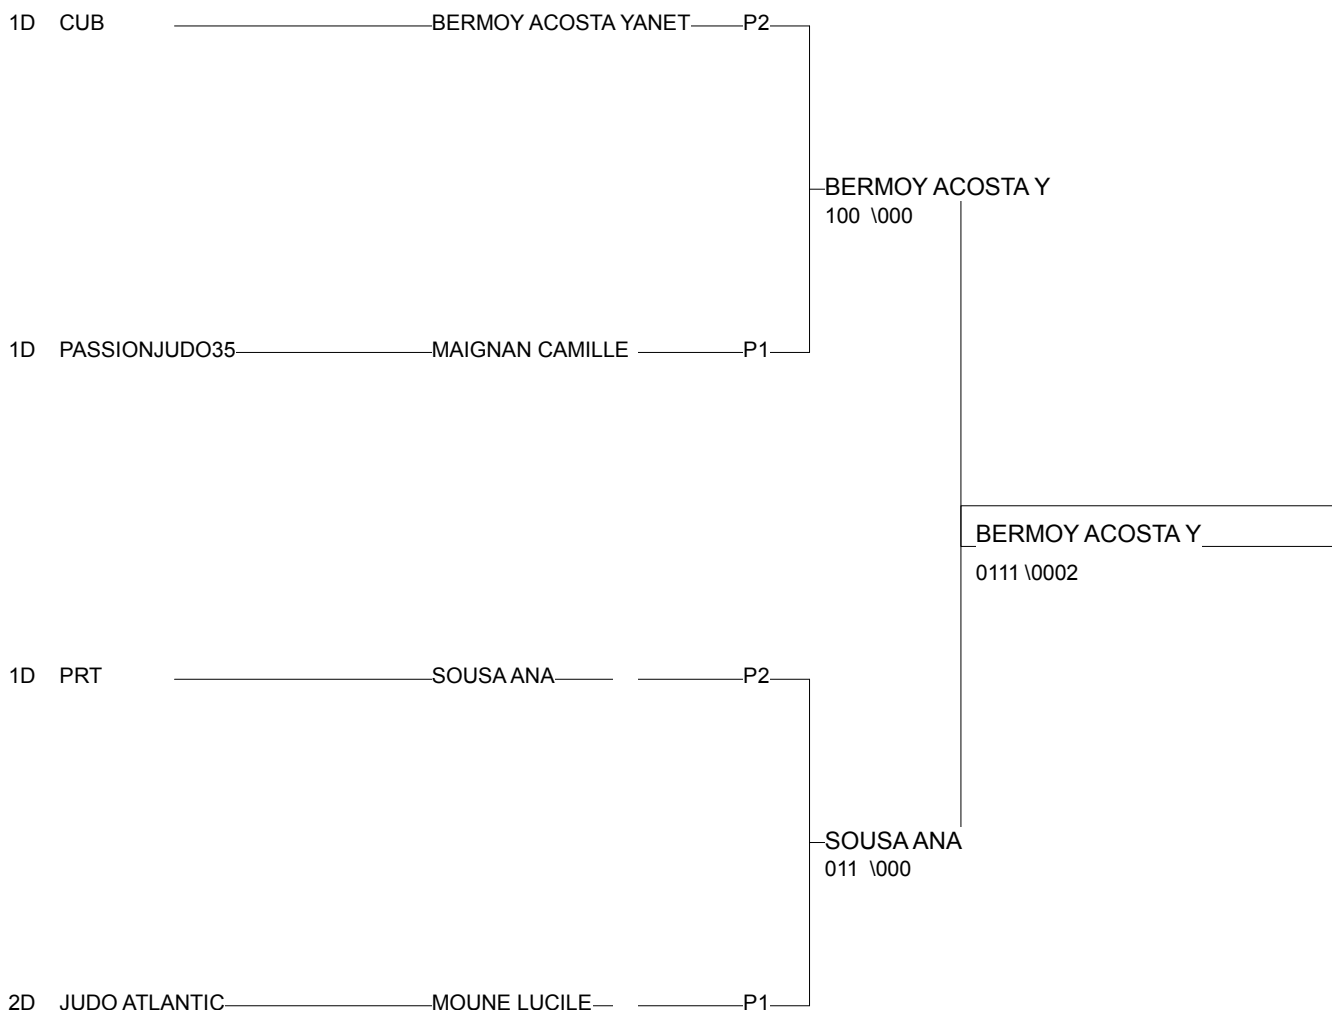 1D CUB BERMOY ACOSTA YANET P2
BERMOY ACOSTA Y
100 \000
1D PASSIONJUDO35 MAIGNAN CAMILLE P1
BERMOY ACOSTA Y
0111 \0002
1D PRT SOUSA ANA P2
SOUSA ANA
011 \000
2D JUDO ATLANTIC MOUNE LUCILE P1